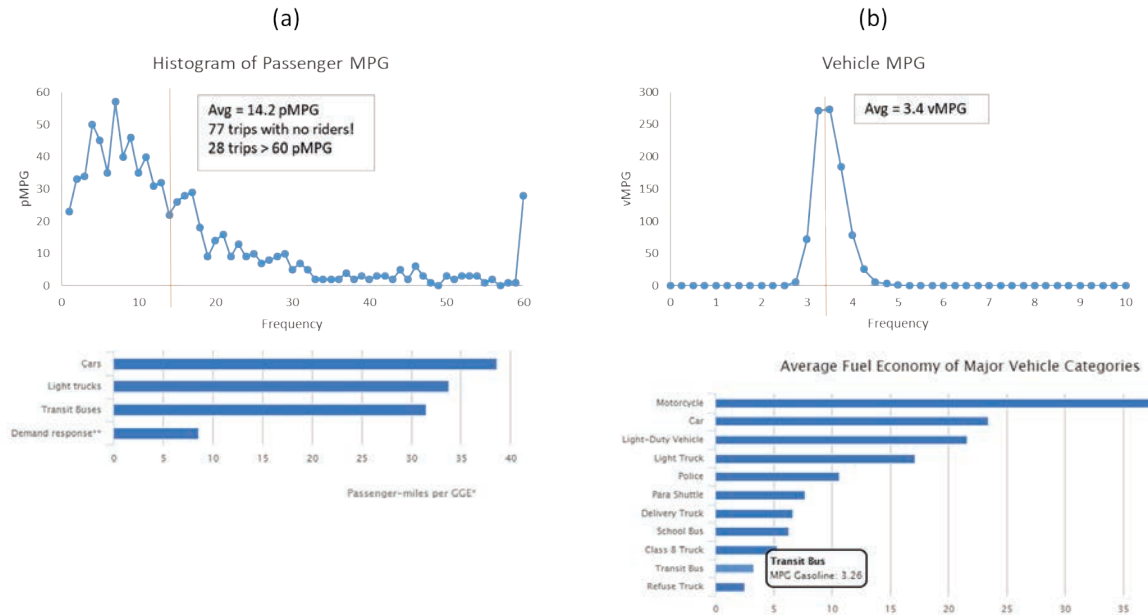 (a)
Histogram of Passenger MPG
60
50
40
30
20
10
0
pMPG
Avg = 14.2 pMPG
77 trips with no riders!
28 trips > 60 pMPG
0 10 20 30 40 50 60
Frequency
Cars
Light trucks
Transit Buses
Demand response**
0 5 10 15 20 25 30 35 40
Passenger-miles per GGE*
(b)
Vehicle MPG
300
250
200
150
100
50
0
vMPG
Avg = 3.4 vMPG
0 1 2 3 4 5 6 7 8 9 10
Frequency
Average Fuel Economy of Major Vehicle Categories
Motorcycle
Car
Light-Duty Vehicle
Light Truck
Police
Para Shuttle
Delivery Truck
School Bus
Class 8 Truck
Transit Bus
Refuse Truck
Transit Bus
MPG Gasoline: 3.26
0 5 10 15 20 25 30 35